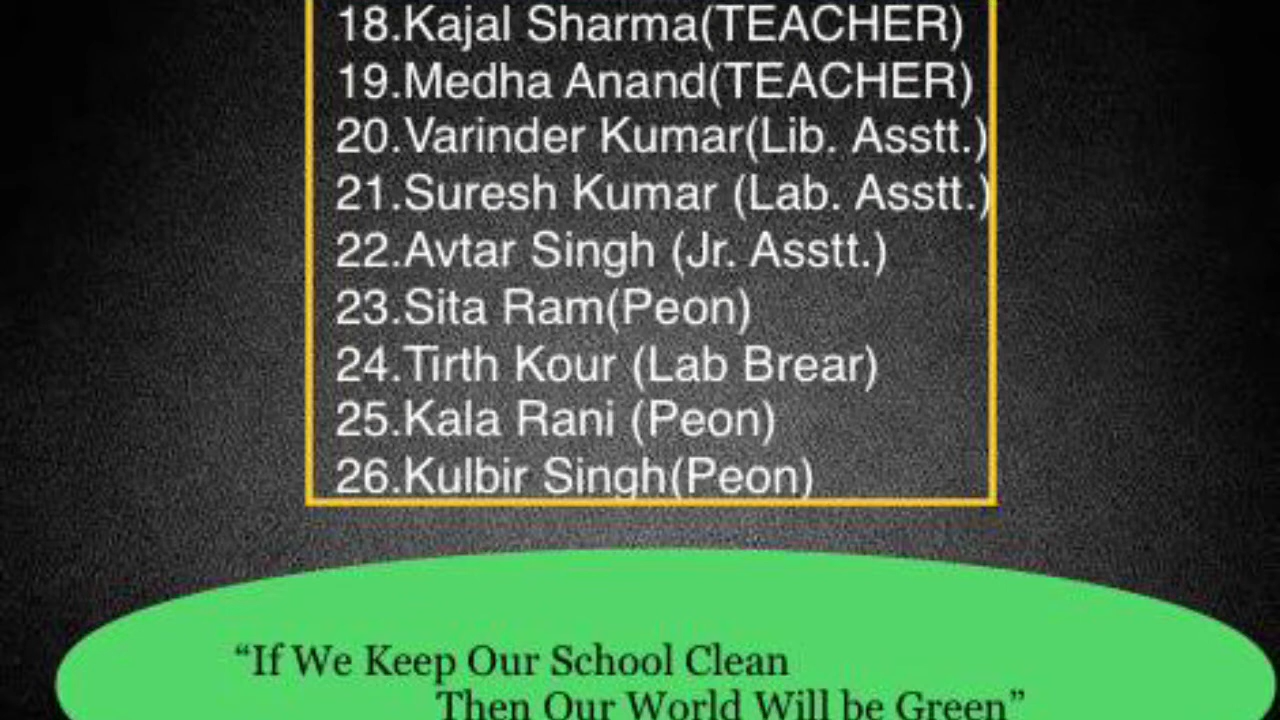 18.Kajal Sharma(TEACHER)
19.Medha Anand(TEACHER)
20.Varinder Kumar(Lib. Asstt.)
21.Suresh Kumar (Lab. Asstt.)
22.Avtar Singh (Jr. Asstt.)
23.Sita Ram(Peon)
24.Tirth Kour (Lab Brear)
25.Kala Rani (Peon)
26.Kulbir Singh(Peon)
“If We Keep Our School Clean
Then Our World Will be Green”